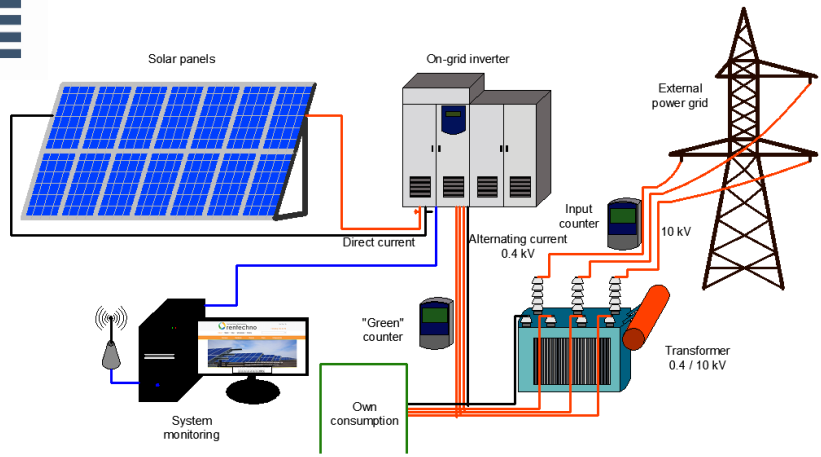 Solar panels
On-grid inverter
External
power grid
Input
counter
Direct current
Alternating current
0.4 kV
10 kV
"Green"
counter
rentechno
Transformer
0.4 / 10 kV
Own
consumption
System
monitoring